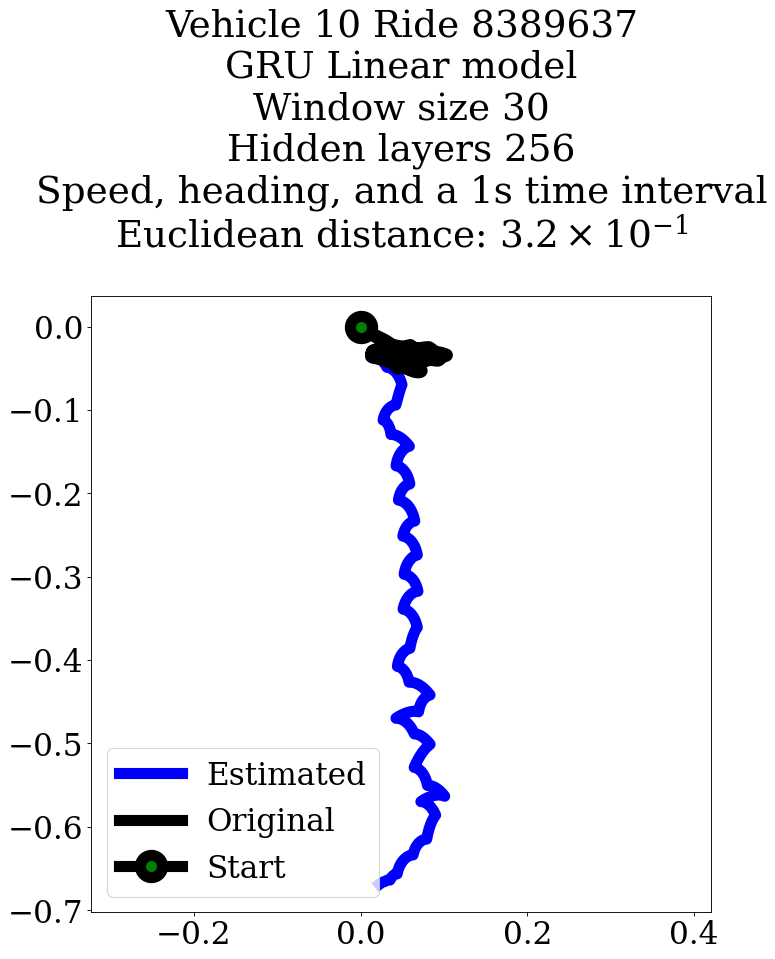 Vehicle 10 Ride 8389637
GRU Linear model
Window size 30
Hidden layers 256
Speed, heading, and a 1s time interval
Euclidean distance: 3.2 × 10⁻¹
0.0
−0.1
−0.2
−0.3
−0.4
−0.5
−0.6
−0.7
Estimated
Original
Start
−0.2
0.0
0.2
0.4